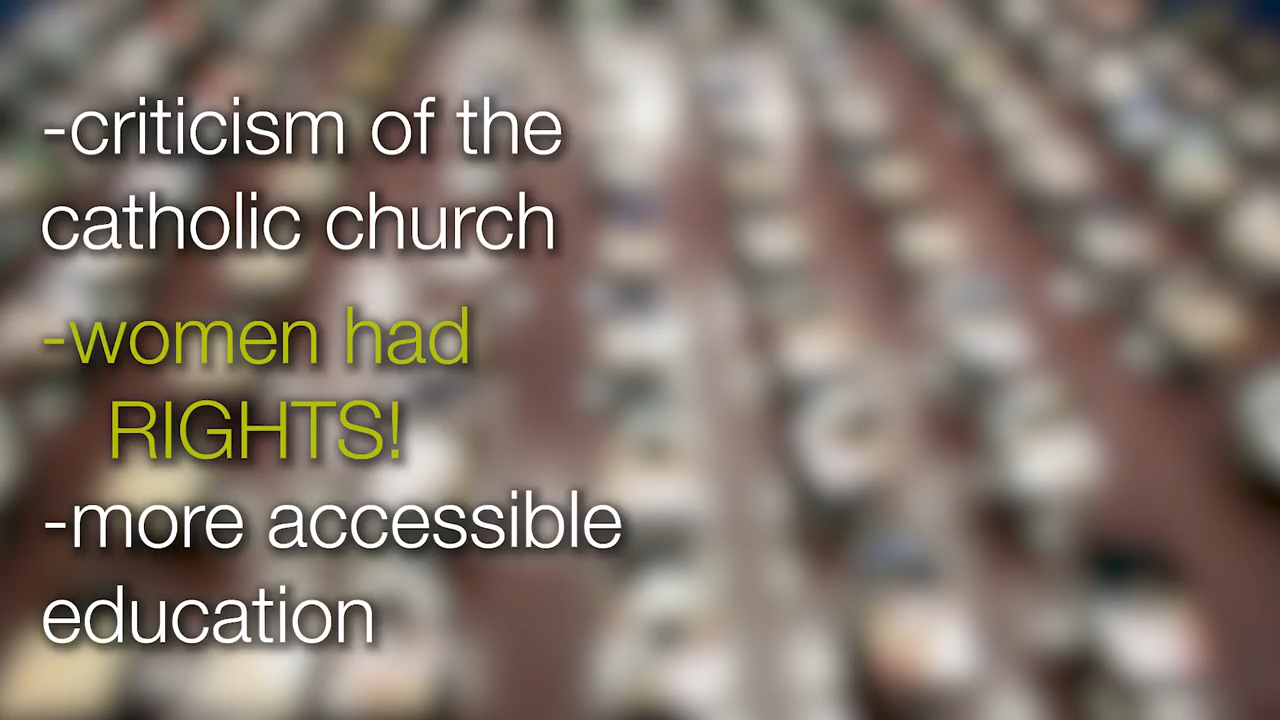 -criticism of the
catholic church
-women had
RIGHTS!
-more accessible
education